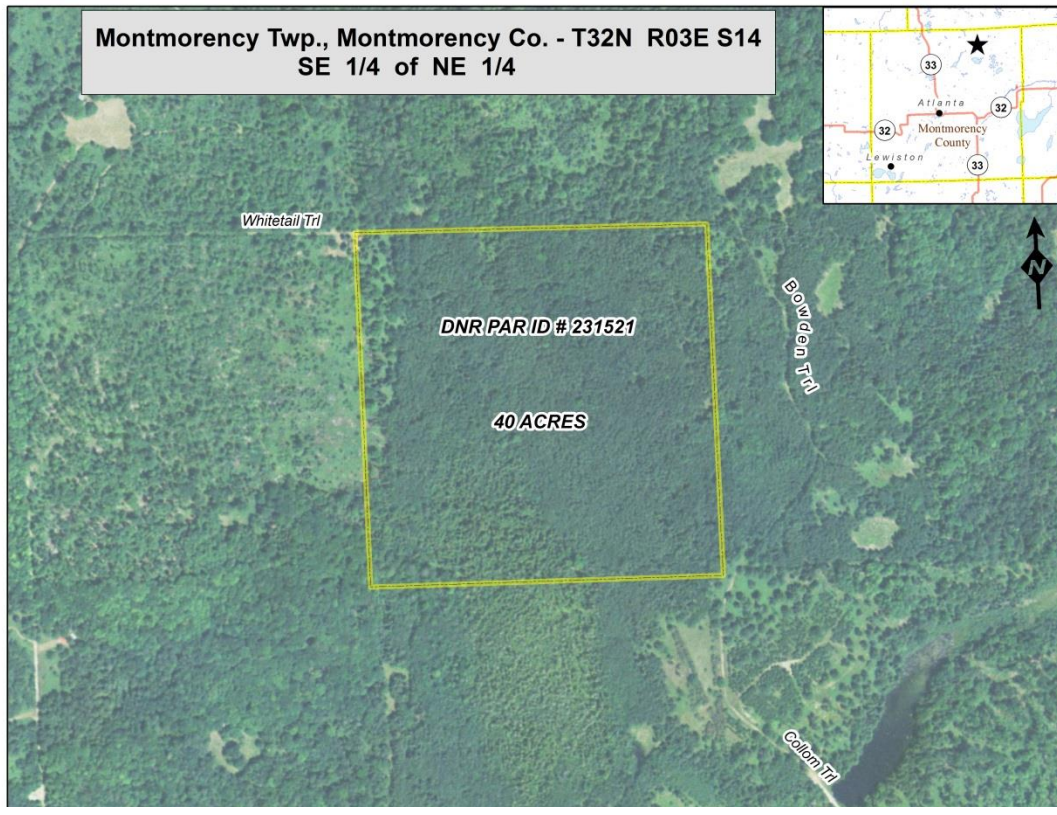 Montmorency Twp., Montmorency Co. - T32N R03E S14
SE 1/4 of NE 1/4
33
Atlanta
32
32
Montmorency
County
Lewiston
33
Whitetail Trl
N
Bowden Trl
DNR PAR ID # 231521
40 ACRES
Collom Trl